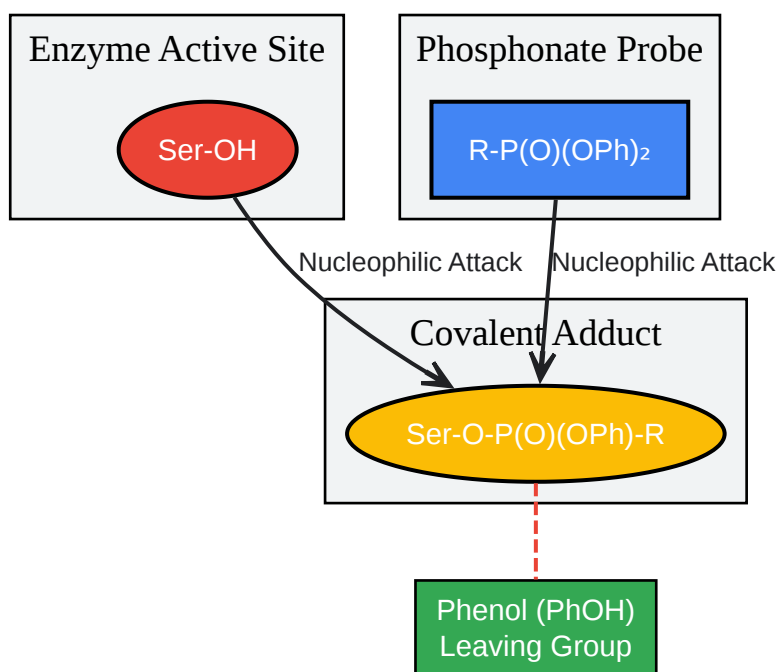 Enzyme Active Site
Phosphonate Probe
Ser-OH
R-P(O)(OPh)₂
Nucleophilic Attack
Nucleophilic Attack
Covalent Adduct
Ser-O-P(O)(OPh)-R
Phenol (PhOH)
Leaving Group